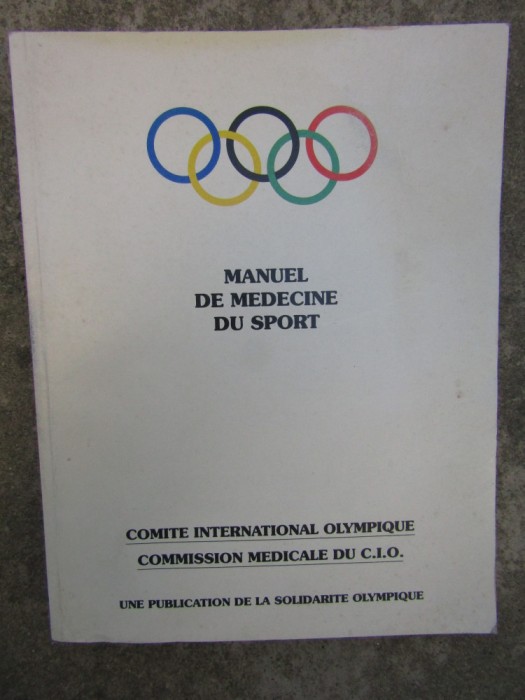 MANUEL
DE MEDECINE
DU SPORT
COMITE INTERNATIONAL OLYMPIQUE
COMMISSION MEDICALE DU C.I.O.
UNE PUBLICATION DE LA SOLIDARITE OLYMPIQUE